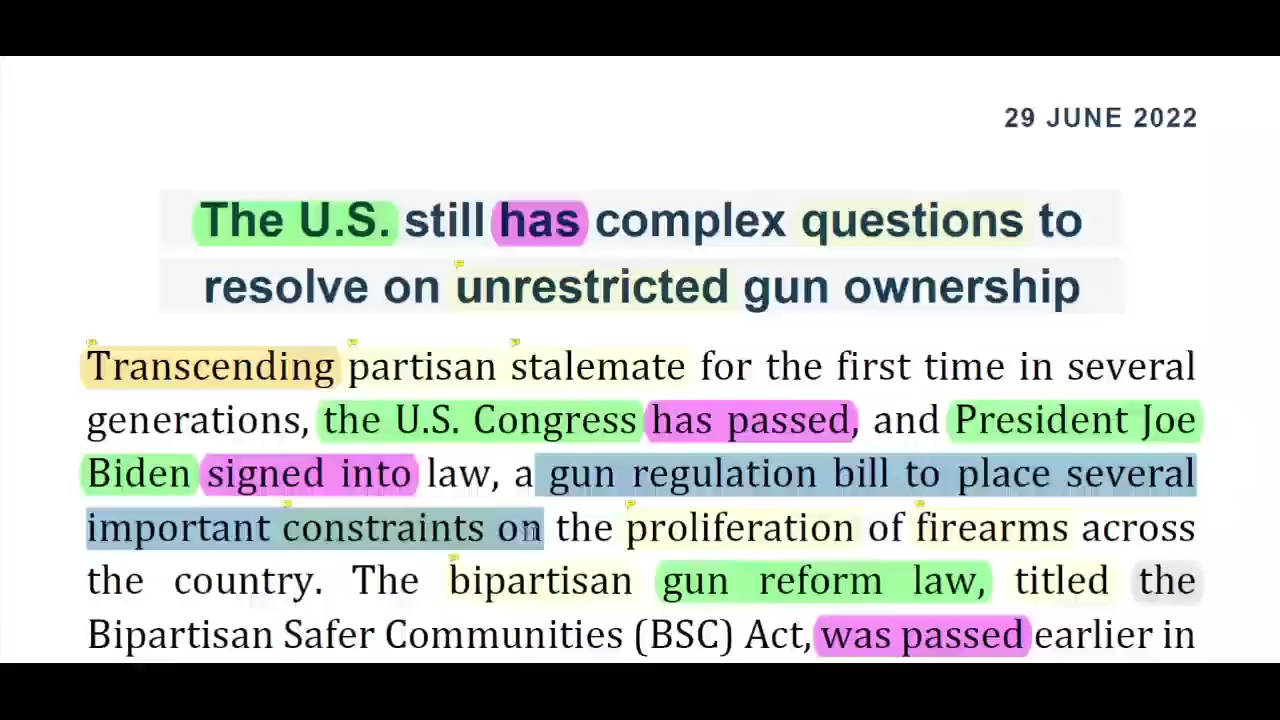 29 JUNE 2022
The U.S. still has complex questions to
resolve on unrestricted gun ownership
Transcending partisan stalemate for the first time in several
generations, the U.S. Congress has passed, and President Joe
Biden signed into law, a gun regulation bill to place several
important constraints on the proliferation of firearms across
the country. The bipartisan gun reform law, titled the
Bipartisan Safer Communities (BSC) Act, was passed earlier in